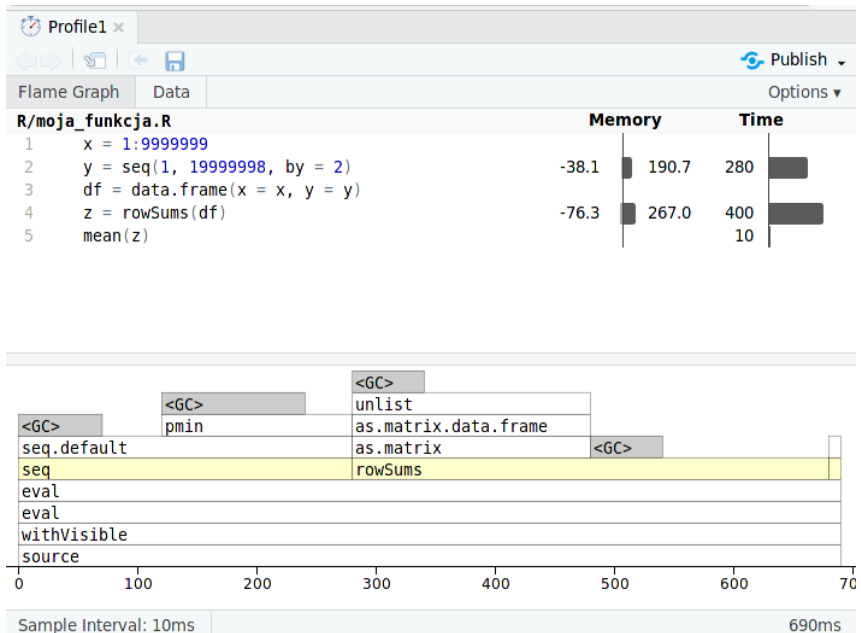 Profile1 ×
Publish
Flame Graph Data Options ▾
R/moja_funkcja.R Memory Time
1 x = 1:9999999
2 y = seq(1, 19999998, by = 2) -38.1 190.7 280
3 df = data.frame(x = x, y = y)
4 z = rowSums(df) -76.3 267.0 400
5 mean(z) 10
<GC>
<GC> unlist
<GC> pmin as.matrix.data.frame
seq.default as.matrix <GC>
seq rowSums
eval
eval
withVisible
source
0 100 200 300 400 500 600 70
Sample Interval: 10ms 690ms